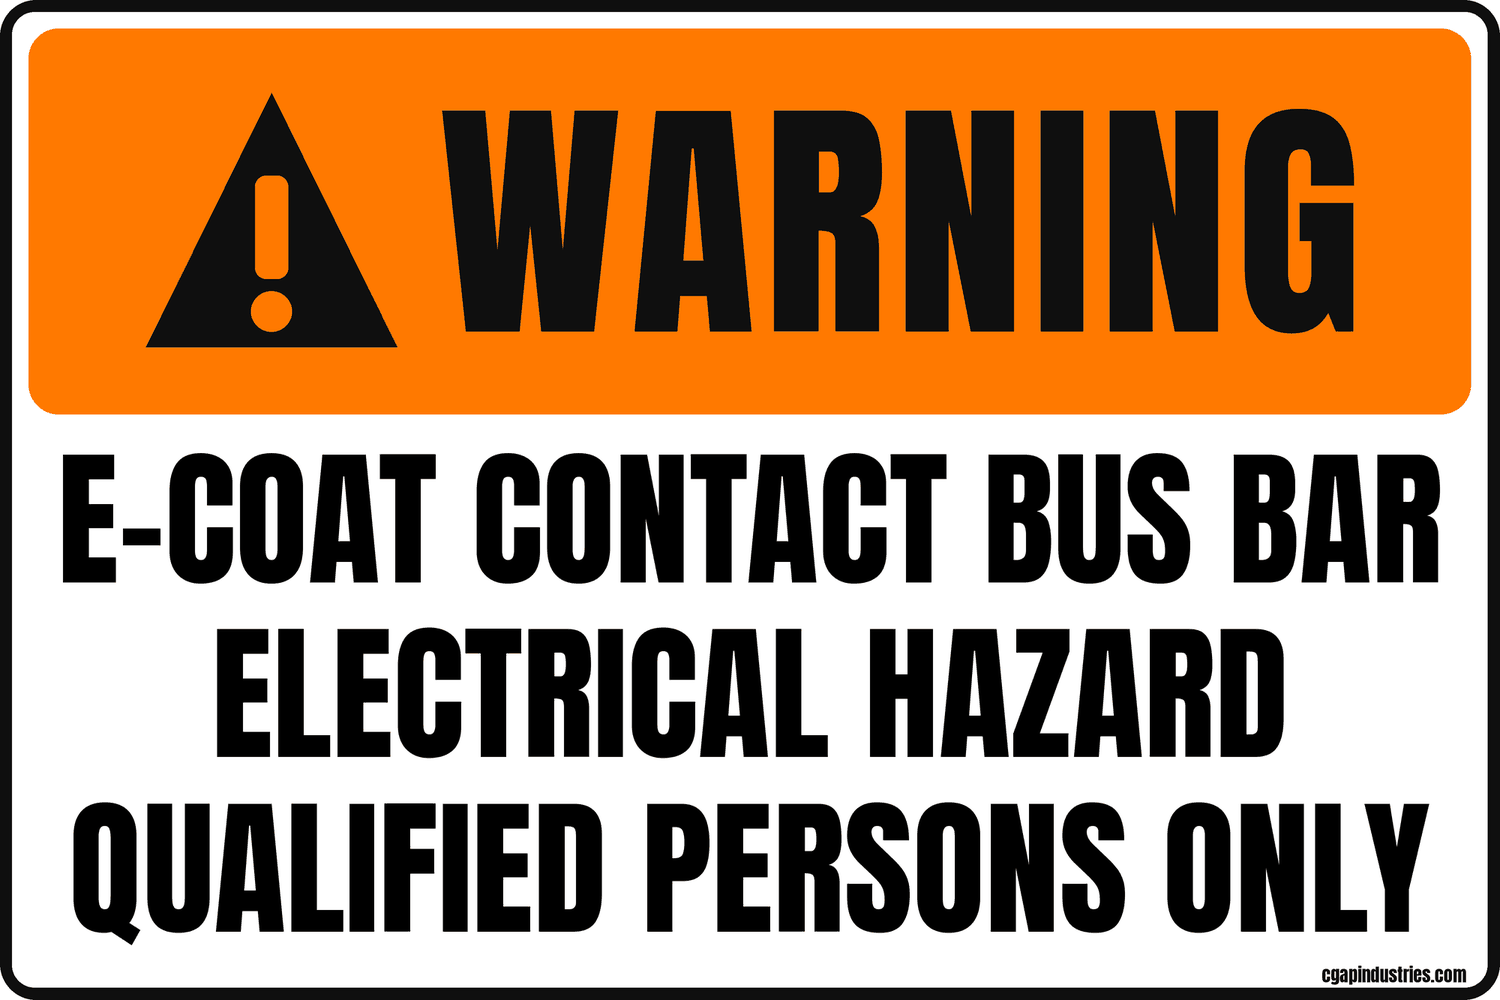 WARNING
E-COAT CONTACT BUS BAR
ELECTRICAL HAZARD
QUALIFIED PERSONS ONLY
cgapindustries.com